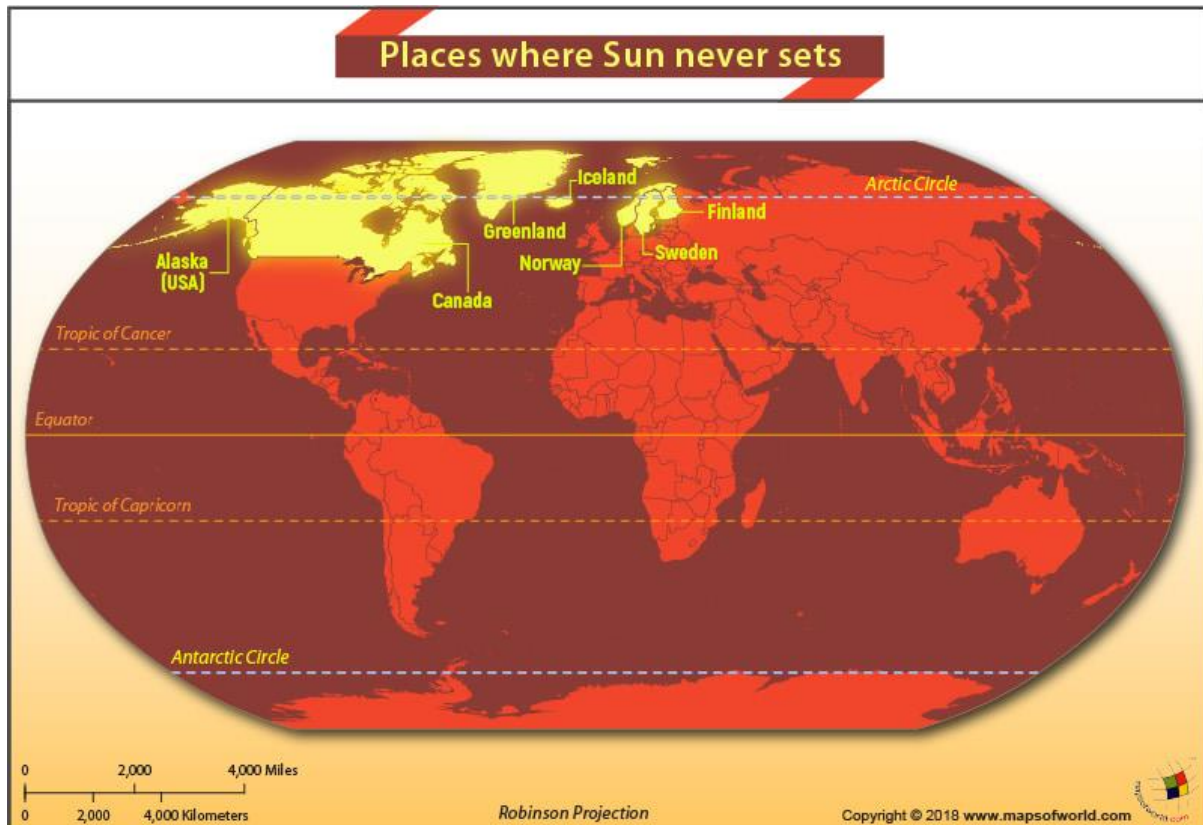 Places where Sun never sets
Arctic Circle
Iceland
Greenland
Finland
Norway
Sweden
Alaska
(USA)
Canada
Tropic of Cancer
Equator
Tropic of Capricorn
Antarctic Circle
0 2,000 4,000 Miles
0 2,000 4,000 Kilometers
Robinson Projection
Copyright © 2018 www.mapsofworld.com
mapsofworld.com